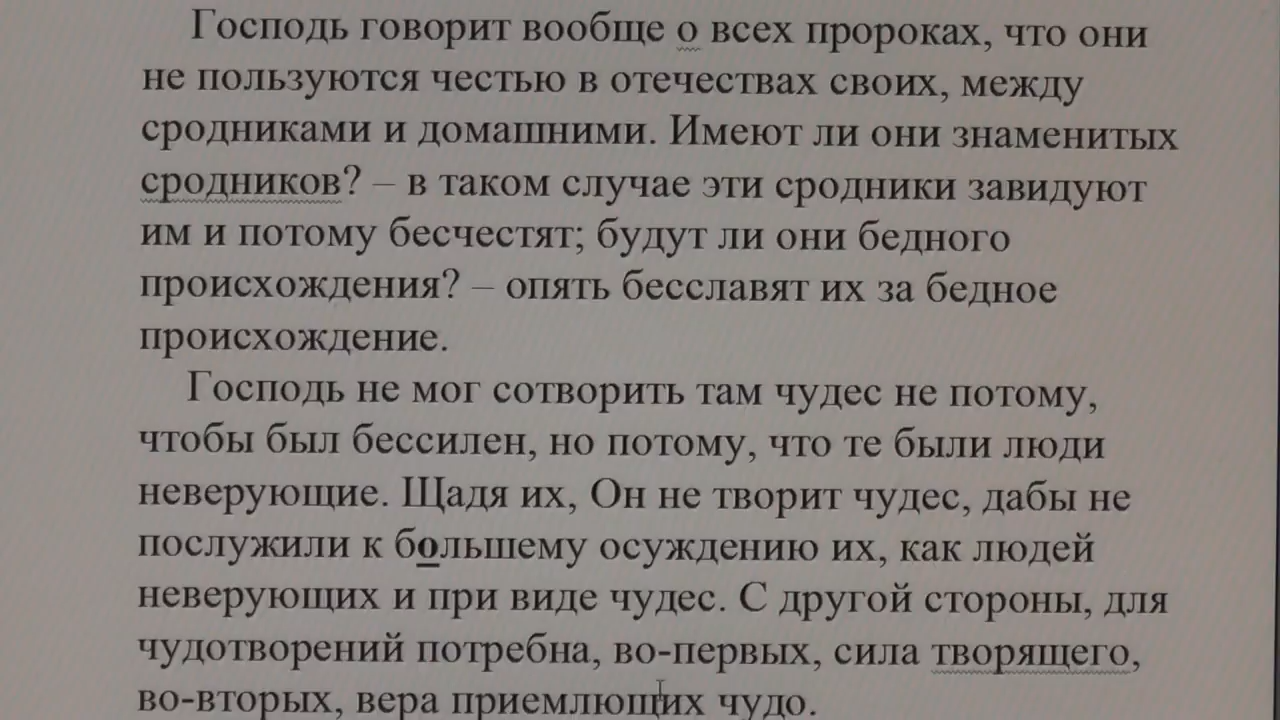 Господь говорит вообще о всех пророках, что они
не пользуются честью в отечествах своих, между
сродниками и домашними. Имеют ли они знаменитых
сродников? – в таком случае эти сродники завидуют
им и потому бесчестят; будут ли они бедного
происхождения? – опять бесславят их за бедное
происхождение.
Господь не мог сотворить там чудес не потому,
чтобы был бессилен, но потому, что те были люди
неверующие. Щадя их, Он не творит чудес, дабы не
послужили к большему осуждению их, как людей
неверующих и при виде чудес. С другой стороны, для
чудотворений потребна, во-первых, сила творящего,
во-вторых, вера приемлющих чудо.